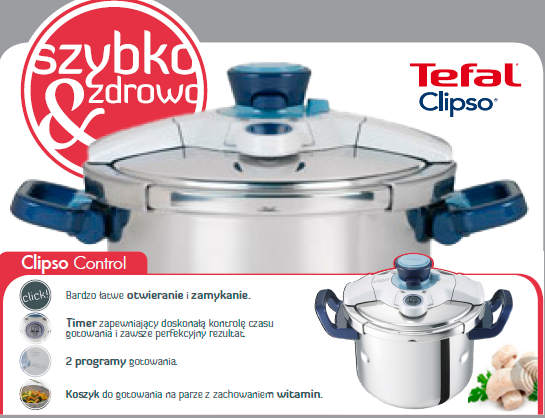 szybko
& zdrowo
Tefal
Clipso®
Clipso Control
click!
Bardzo łatwe otwieranie i zamykanie.
Timer zapewniający doskonałą kontrolę czasu
gotowania i zawsze perfekcyjny rezultat.
2 programy gotowania.
Koszyk do gotowania na parze z zachowaniem witamin.